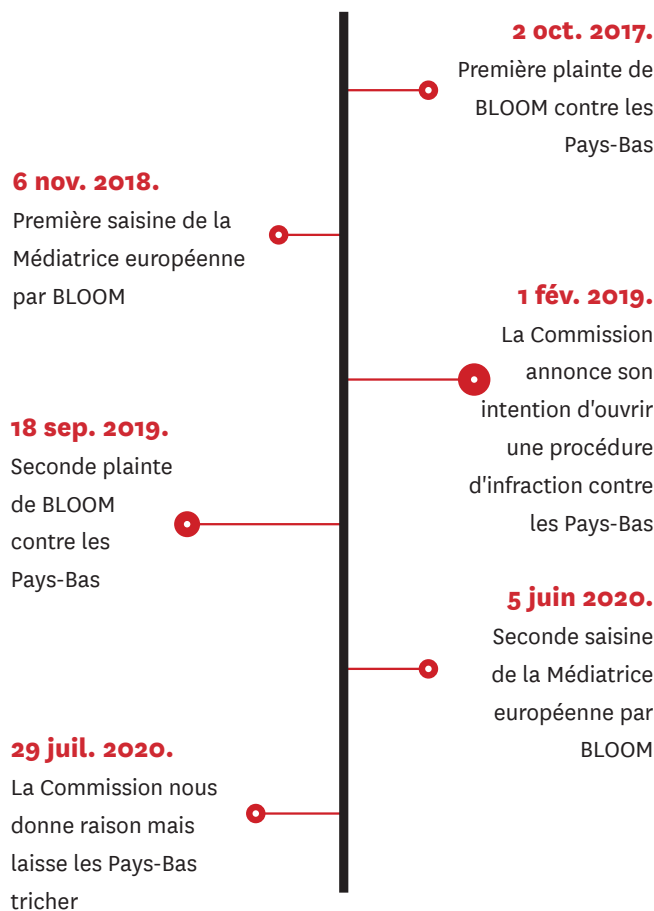 2 oct. 2017.
Première plainte de
BLOOM contre les
Pays-Bas
6 nov. 2018.
Première saisine de la
Médiatrice européenne
par BLOOM
1 fév. 2019.
La Commission
annonce son
intention d'ouvrir
une procédure
d'infraction contre
les Pays-Bas
18 sep. 2019.
Seconde plainte
de BLOOM
contre les
Pays-Bas
5 juin 2020.
Seconde saisine
de la Médiatrice
européenne par
BLOOM
29 juil. 2020.
La Commission nous
donne raison mais
laisse les Pays-Bas
tricher